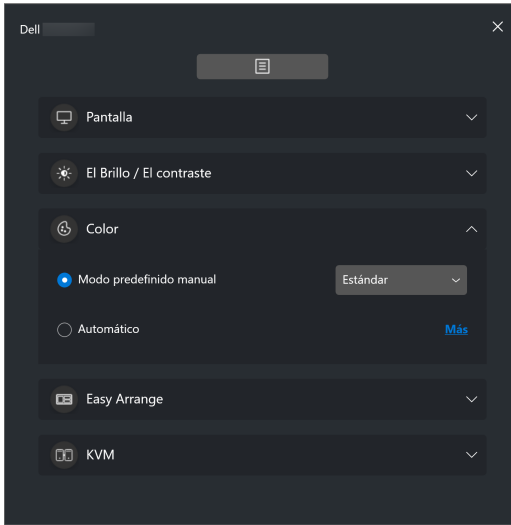 Dell
Pantalla
El Brillo / El contraste
Color
Modo predefinido manual
Estándar
Automático
Más
Easy Arrange
KVM